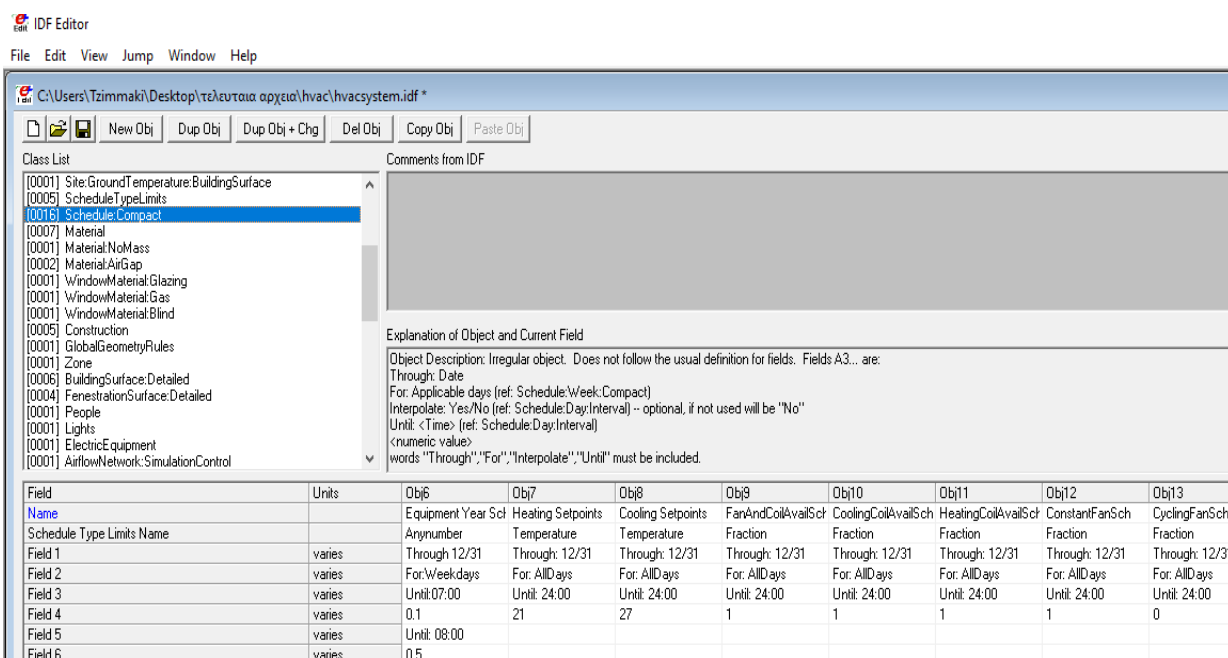 IDF Editor
File Edit View Jump Window Help
C:\Users\Tzimmaki\Desktop\τελευταια αρχεια\hvac\hvacsystem.idf *
New Obj Dup Obj Dup Obj + Chg Del Obj Copy Obj Paste Obj
Class List
Comments from IDF
[0001] Site:GroundTemperature:BuildingSurface
[0005] ScheduleTypeLimits
[0016] Schedule:Compact
[0007] Material
[0001] Material:NoMass
[0002] Material:AirGap
[0001] WindowMaterial:Glazing
[0001] WindowMaterial:Gas
[0001] WindowMaterial:Blind
[0005] Construction
[0001] GlobalGeometryRules
[0001] Zone
[0006] BuildingSurface:Detailed
[0004] FenestrationSurface:Detailed
[0001] People
[0001] Lights
[0001] ElectricEquipment
[0001] AirflowNetwork:SimulationControl
Explanation of Object and Current Field
Object Description: Irregular object. Does not follow the usual definition for fields. Fields A3... are:
Through: Date
For: Applicable days (ref: Schedule:Week:Compact)
Interpolate: Yes/No (ref: Schedule:Day:Interval) -- optional, if not used will be "No"
Until: <Time> (ref: Schedule:Day:Interval)
<numeric value>
words "Through","For","Interpolate","Until" must be included.
Field Units Obj6 Obj7 Obj8 Obj9 Obj10 Obj11 Obj12 Obj13
Name Equipment Year Sch Heating Setpoints Cooling Setpoints FanAndCoilAvailSch CoolingCoilAvailSch HeatingCoilAvailSch ConstantFanSch CyclingFanSch
Schedule Type Limits Name Anynumber Temperature Temperature Fraction Fraction Fraction Fraction Fraction
Field 1 varies Through 12/31 Through: 12/31 Through: 12/31 Through: 12/31 Through: 12/31 Through: 12/31 Through: 12/31 Through: 12/3
Field 2 varies For:Weekdays For: AllDays For: AllDays For: AllDays For: AllDays For: AllDays For: AllDays For: AllDays
Field 3 varies Until:07:00 Until: 24:00 Until: 24:00 Until: 24:00 Until: 24:00 Until: 24:00 Until: 24:00 Until: 24:00
Field 4 varies 0.1 21 27 1 1 1 1 0
Field 5 varies Until: 08:00
Field 6 varies 0.5